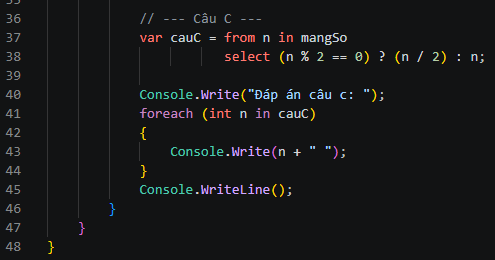 36 // --- Câu C ---
37 var cauC = from n in mangSo
38 select (n % 2 == 0) ? (n / 2) : n;
39
40 Console.Write("Đáp án câu c: ");
41 foreach (int n in cauC)
42 {
43 Console.Write(n + " ");
44 }
45 Console.WriteLine();
46 }
47 }
48 }